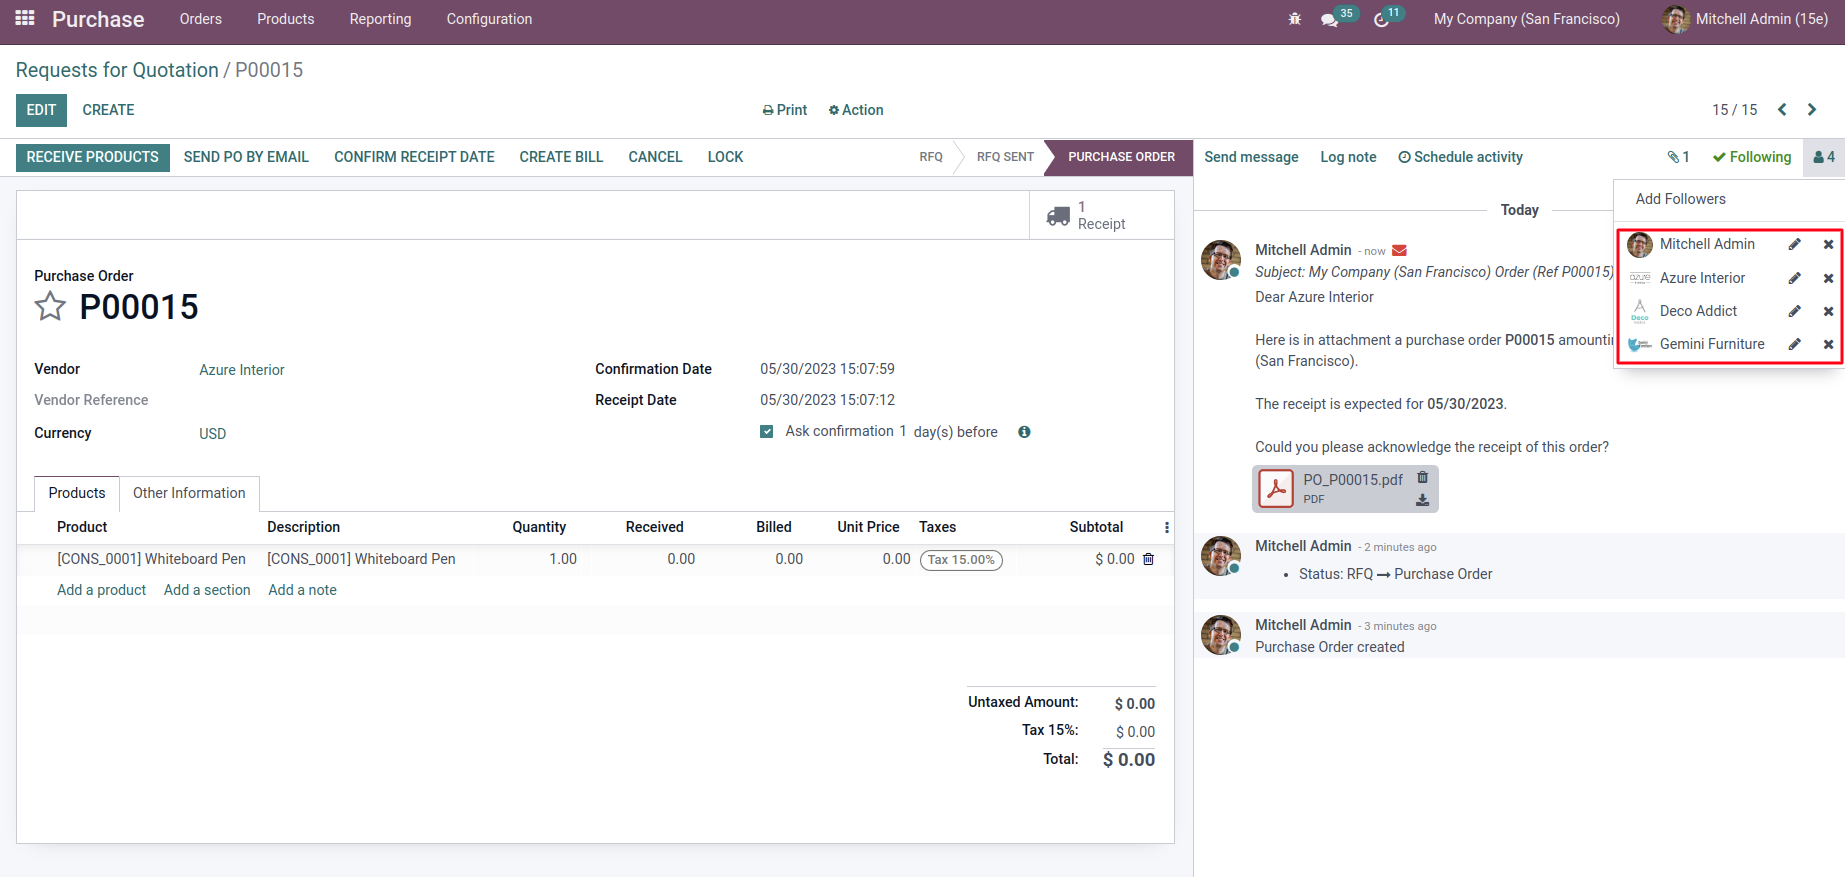 Purchase Orders Products Reporting Configuration 35 11 My Company (San Francisco) Mitchell Admin (15e)
Requests for Quotation / P00015
EDIT CREATE Print Action 15 / 15
RECEIVE PRODUCTS SEND PO BY EMAIL CONFIRM RECEIPT DATE CREATE BILL CANCEL LOCK RFQ RFQ SENT PURCHASE ORDER
1
Receipt
Purchase Order
P00015
Vendor Azure Interior
Vendor Reference
Currency USD
Confirmation Date 05/30/2023 15:07:59
Receipt Date 05/30/2023 15:07:12
Ask confirmation 1 day(s) before
Products Other Information
Product Description Quantity Received Billed Unit Price Taxes Subtotal
[CONS_0001] Whiteboard Pen [CONS_0001] Whiteboard Pen 1.00 0.00 0.00 0.00 Tax 15.00% $ 0.00
Add a product Add a section Add a note
Untaxed Amount: $ 0.00
Tax 15%: $ 0.00
Total: $ 0.00
Send message Log note Schedule activity 1 Following 4
Add Followers
Mitchell Admin
Azure Interior
Deco Addict
Gemini Furniture
Today
Mitchell Admin - now
Subject: My Company (San Francisco) Order (Ref P00015)
Dear Azure Interior
Here is in attachment a purchase order P00015 amountin
(San Francisco).
The receipt is expected for 05/30/2023.
Could you please acknowledge the receipt of this order?
PO_P00015.pdf
PDF
Mitchell Admin - 2 minutes ago
• Status: RFQ → Purchase Order
Mitchell Admin - 3 minutes ago
Purchase Order created